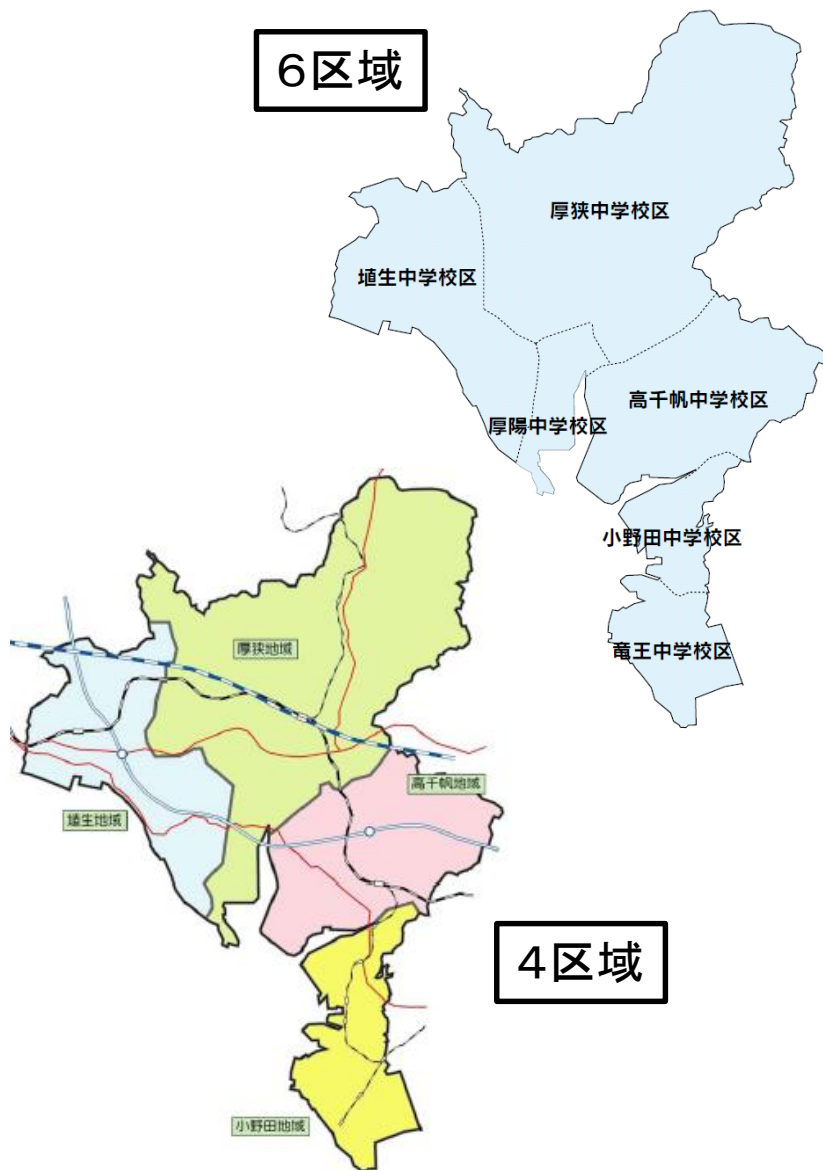 6区域
厚狭中学校区
埴生中学校区
高千帆中学校区
厚陽中学校区
小野田中学校区
竜王中学校区
厚狭地域
高千帆地域
埴生地域
4区域
小野田地域